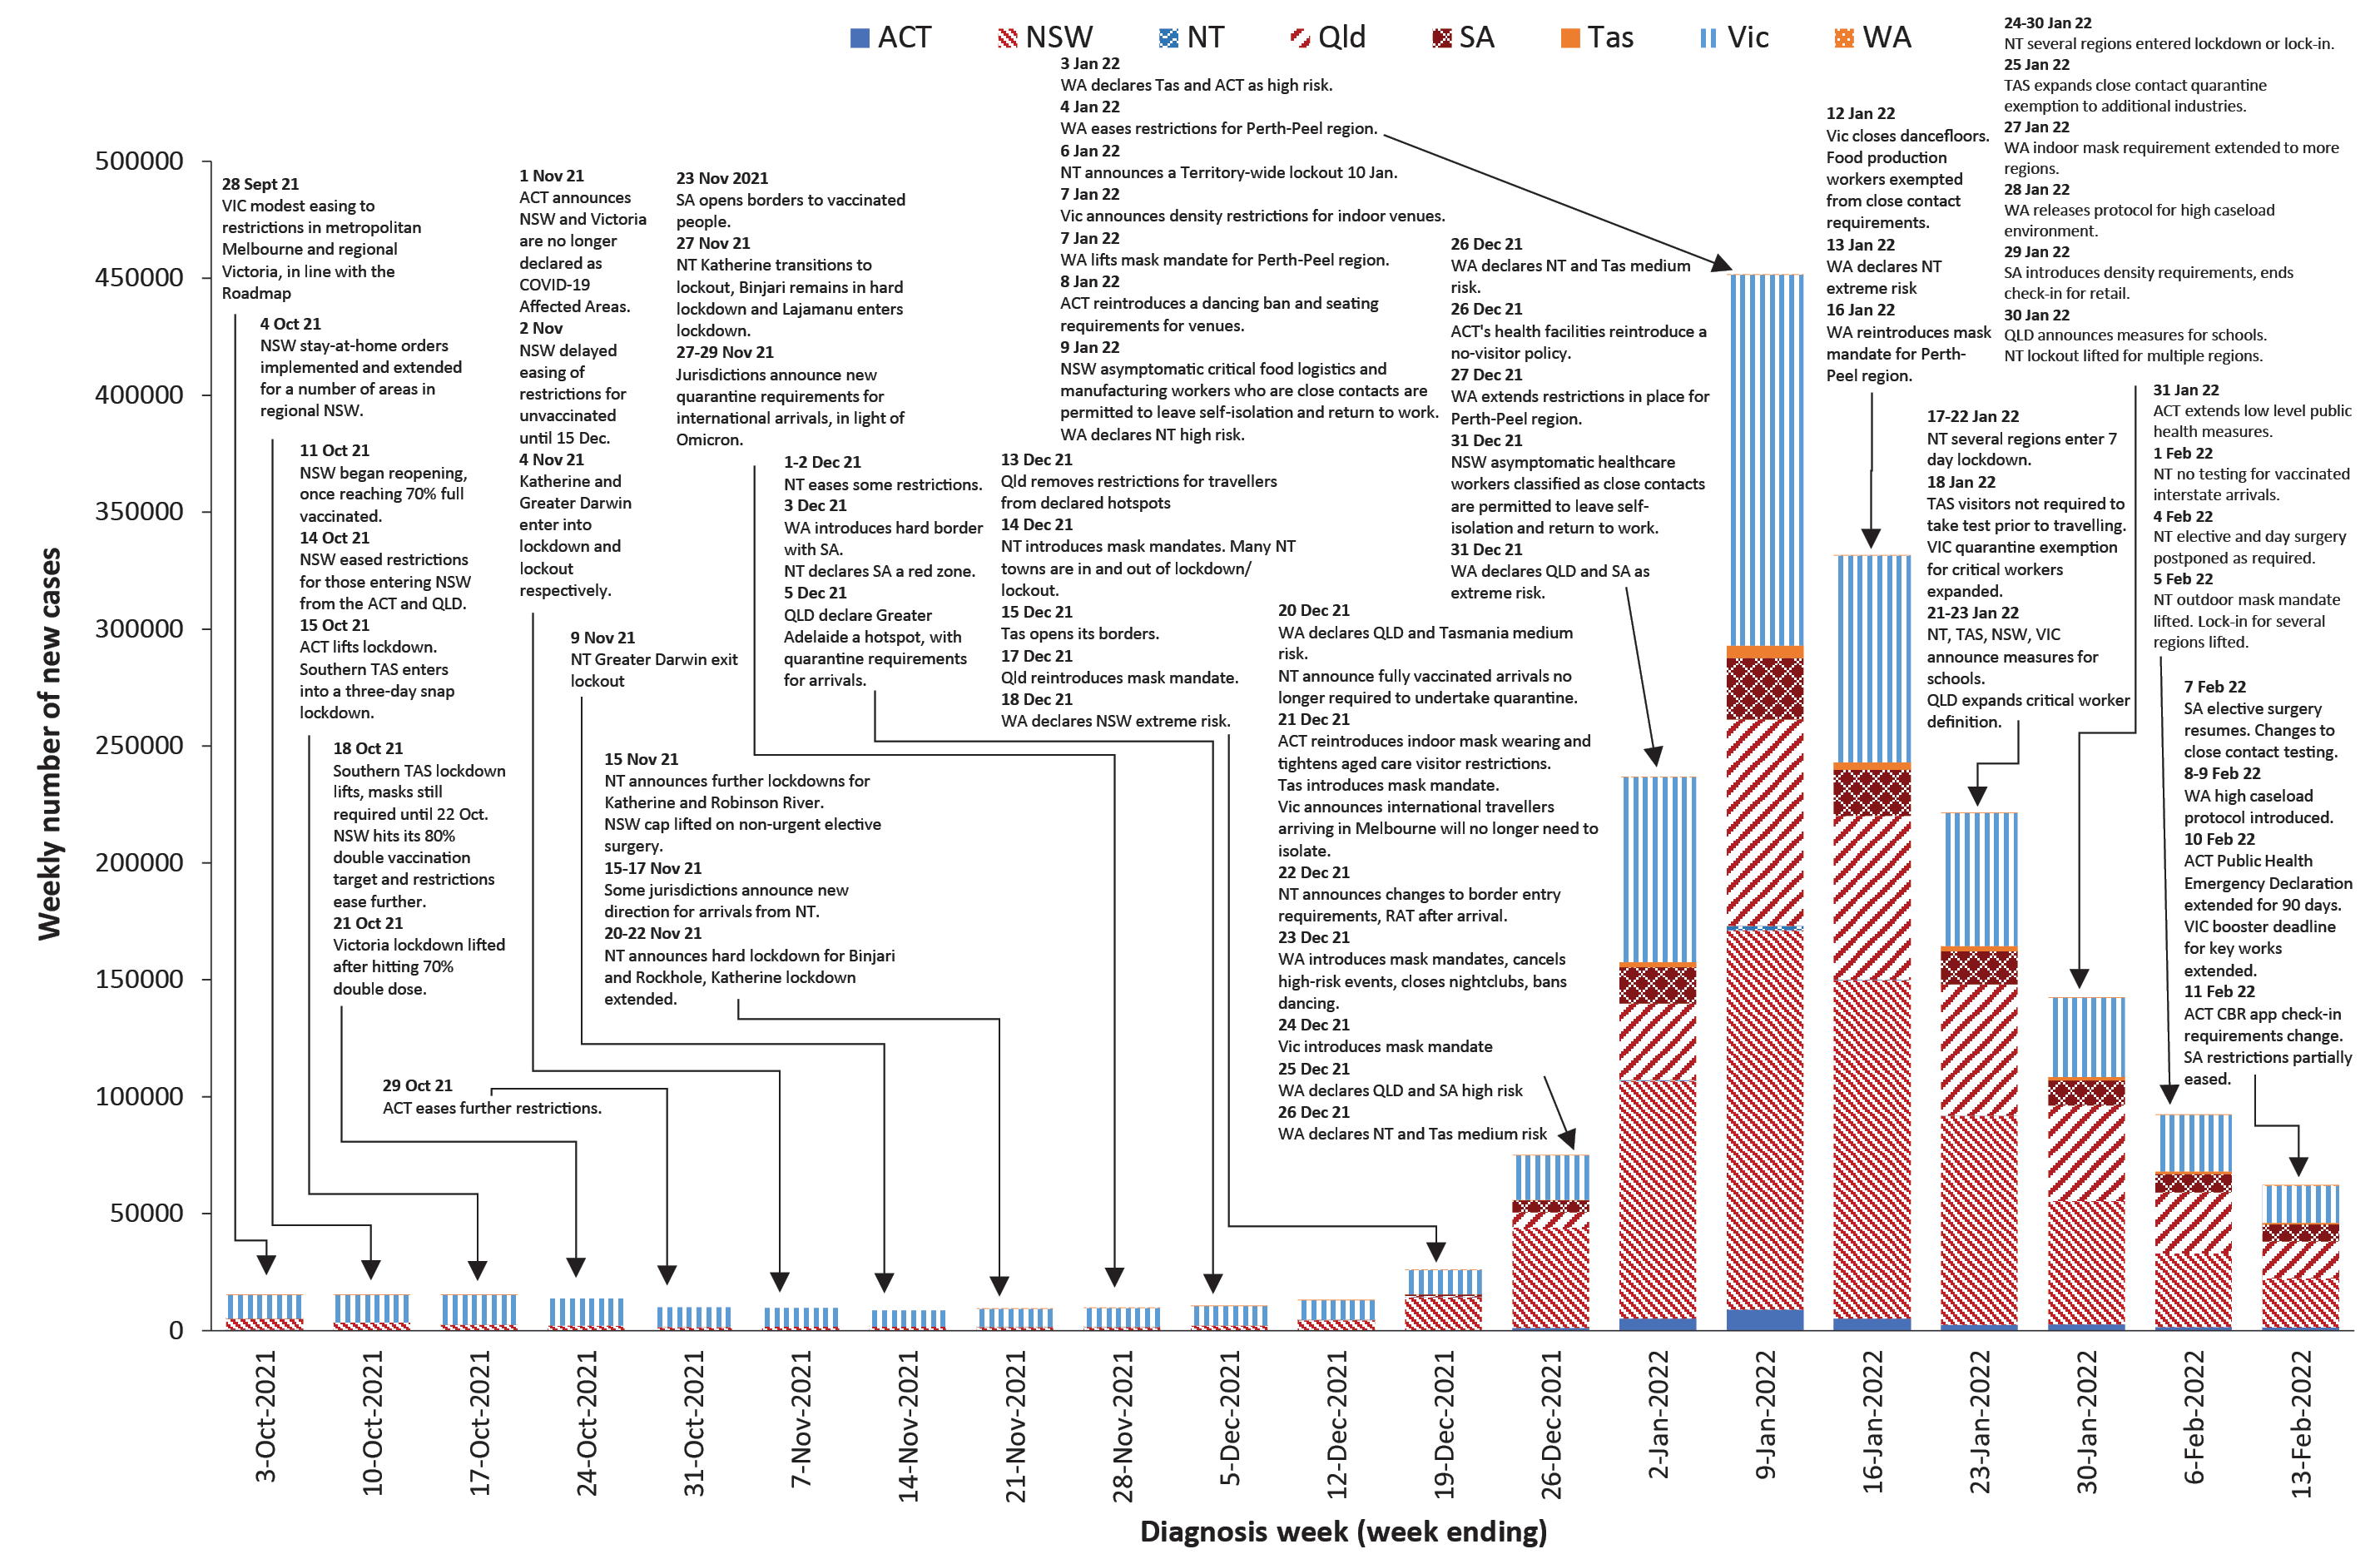 ACT NSW NT Qld SA Tas Vic WA
Weekly number of new cases
500000
450000
400000
350000
300000
250000
200000
150000
100000
50000
0
28 Sept 21
VIC modest easing to
restrictions in metropolitan
Melbourne and regional
Victoria, in line with the
Roadmap
4 Oct 21
NSW stay-at-home orders
implemented and extended
for a number of areas in
regional NSW.
11 Oct 21
NSW began reopening,
once reaching 70% full
vaccinated.
14 Oct 21
NSW eased restrictions
for those entering NSW
from the ACT and QLD.
15 Oct 21
ACT lifts lockdown.
Southern TAS enters
into a three-day snap
lockdown.
18 Oct 21
Southern TAS lockdown
lifts, masks still
required until 22 Oct.
NSW hits its 80%
double vaccination
target and restrictions
ease further.
21 Oct 21
Victoria lockdown lifted
after hitting 70%
double dose.
29 Oct 21
ACT eases further restrictions.
1 Nov 21
ACT announces
NSW and Victoria
are no longer
declared as
COVID-19
Affected Areas.
2 Nov
NSW delayed
easing of
restrictions for
unvaccinated
until 15 Dec.
4 Nov 21
Katherine and
Greater Darwin
enter into
lockdown and
lockout
respectively.
9 Nov 21
NT Greater Darwin exit
lockout
15 Nov 21
NT announces further lockdowns for
Katherine and Robinson River.
NSW cap lifted on non-urgent elective
surgery.
15-17 Nov 21
Some jurisdictions announce new
direction for arrivals from NT.
20-22 Nov 21
NT announces hard lockdown for Binjari
and Rockhole, Katherine lockdown
extended.
23 Nov 2021
SA opens borders to vaccinated
people.
27 Nov 21
NT Katherine transitions to
lockout, Binjari remains in hard
lockdown and Lajamanu enters
lockdown.
27-29 Nov 21
Jurisdictions announce new
quarantine requirements for
international arrivals, in light of
Omicron.
1-2 Dec 21
NT eases some restrictions.
3 Dec 21
WA introduces hard border
with SA.
NT declares SA a red zone.
5 Dec 21
QLD declare Greater
Adelaide a hotspot, with
quarantine requirements
for arrivals.
13 Dec 21
Qld removes restrictions for travellers
from declared hotspots
14 Dec 21
NT introduces mask mandates. Many NT
towns are in and out of lockdown/
lockout.
15 Dec 21
Tas opens its borders.
17 Dec 21
Qld reintroduces mask mandate.
18 Dec 21
WA declares NSW extreme risk.
20 Dec 21
WA declares QLD and Tasmania medium
risk.
NT announce fully vaccinated arrivals no
longer required to undertake quarantine.
21 Dec 21
ACT reintroduces indoor mask wearing and
tightens aged care visitor restrictions.
Tas introduces mask mandate.
Vic announces international travellers
arriving in Melbourne will no longer need to
isolate.
22 Dec 21
NT announces changes to border entry
requirements, RAT after arrival.
23 Dec 21
WA introduces mask mandates, cancels
high-risk events, closes nightclubs, bans
dancing.
24 Dec 21
Vic introduces mask mandate
25 Dec 21
WA declares QLD and SA high risk
26 Dec 21
WA declares NT and Tas medium risk
26 Dec 21
WA declares NT and Tas medium
risk.
26 Dec 21
ACT's health facilities reintroduce a
no-visitor policy.
27 Dec 21
WA extends restrictions in place for
Perth-Peel region.
31 Dec 21
NSW asymptomatic healthcare
workers classified as close contacts
are permitted to leave self-
isolation and return to work.
31 Dec 21
WA declares QLD and SA as
extreme risk.
3 Jan 22
WA declares Tas and ACT as high risk.
4 Jan 22
WA eases restrictions for Perth-Peel region.
6 Jan 22
NT announces a Territory-wide lockout 10 Jan.
7 Jan 22
Vic announces density restrictions for indoor venues.
7 Jan 22
WA lifts mask mandate for Perth-Peel region.
8 Jan 22
ACT reintroduces a dancing ban and seating
requirements for venues.
9 Jan 22
NSW asymptomatic critical food logistics and
manufacturing workers who are close contacts are
permitted to leave self-isolation and return to work.
WA declares NT high risk.
12 Jan 22
Vic closes dancefloors.
Food production
workers exempted
from close contact
requirements.
13 Jan 22
WA declares NT
extreme risk
16 Jan 22
WA reintroduces mask
mandate for Perth-
Peel region.
17-22 Jan 22
NT several regions enter 7
day lockdown.
18 Jan 22
TAS visitors not required to
take test prior to travelling.
VIC quarantine exemption
for critical workers
expanded.
21-23 Jan 22
NT, TAS, NSW, VIC
announce measures for
schools.
QLD expands critical worker
definition.
24-30 Jan 22
NT several regions entered lockdown or lock-in.
25 Jan 22
TAS expands close contact quarantine
exemption to additional industries.
27 Jan 22
WA indoor mask requirement extended to more
regions.
28 Jan 22
WA releases protocol for high caseload
environment.
29 Jan 22
SA introduces density requirements, ends
check-in for retail.
30 Jan 22
QLD announces measures for schools.
NT lockout lifted for multiple regions.
31 Jan 22
ACT extends low level public
health measures.
1 Feb 22
NT no testing for vaccinated
interstate arrivals.
4 Feb 22
NT elective and day surgery
postponed as required.
5 Feb 22
NT outdoor mask mandate
lifted. Lock-in for several
regions lifted.
7 Feb 22
SA elective surgery
resumes. Changes to
close contact testing.
8-9 Feb 22
WA high caseload
protocol introduced.
10 Feb 22
ACT Public Health
Emergency Declaration
extended for 90 days.
VIC booster deadline
for key works
extended.
11 Feb 22
ACT CBR app check-in
requirements change.
SA restrictions partially
eased.
3-Oct-2021
10-Oct-2021
17-Oct-2021
24-Oct-2021
31-Oct-2021
7-Nov-2021
14-Nov-2021
21-Nov-2021
28-Nov-2021
5-Dec-2021
12-Dec-2021
19-Dec-2021
26-Dec-2021
2-Jan-2022
9-Jan-2022
16-Jan-2022
23-Jan-2022
30-Jan-2022
6-Feb-2022
13-Feb-2022
Diagnosis week (week ending)